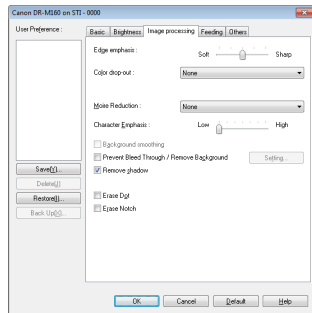 Canon DR-M160 on STI - 0000
User Preference :
Basic Brightness Image processing Feeding Others
Edge emphasis : Soft Sharp
Color drop-out : None
Moire Reduction : None
Character Emphasis : Low High
Background smoothing
Prevent Bleed Through / Remove Background Setting...
Remove shadow
Erase Dot
Erase Notch
Save(Y)...
Delete(J)
Restore(I)...
Back Up(X)...
OK Cancel Default Help